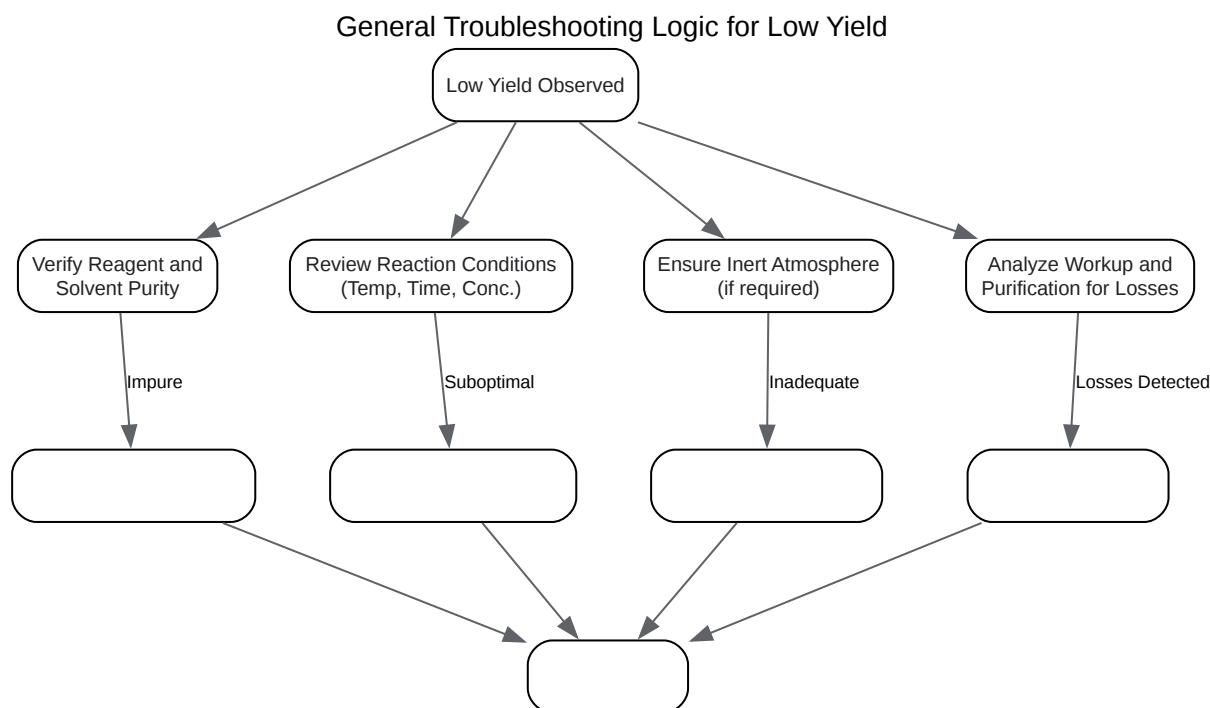 General Troubleshooting Logic for Low Yield
Low Yield Observed
Verify Reagent and
Solvent Purity
Review Reaction Conditions
(Temp, Time, Conc.)
Ensure Inert Atmosphere
(if required)
Analyze Workup and
Purification for Losses
Impure
Suboptimal
Inadequate
Losses Detected